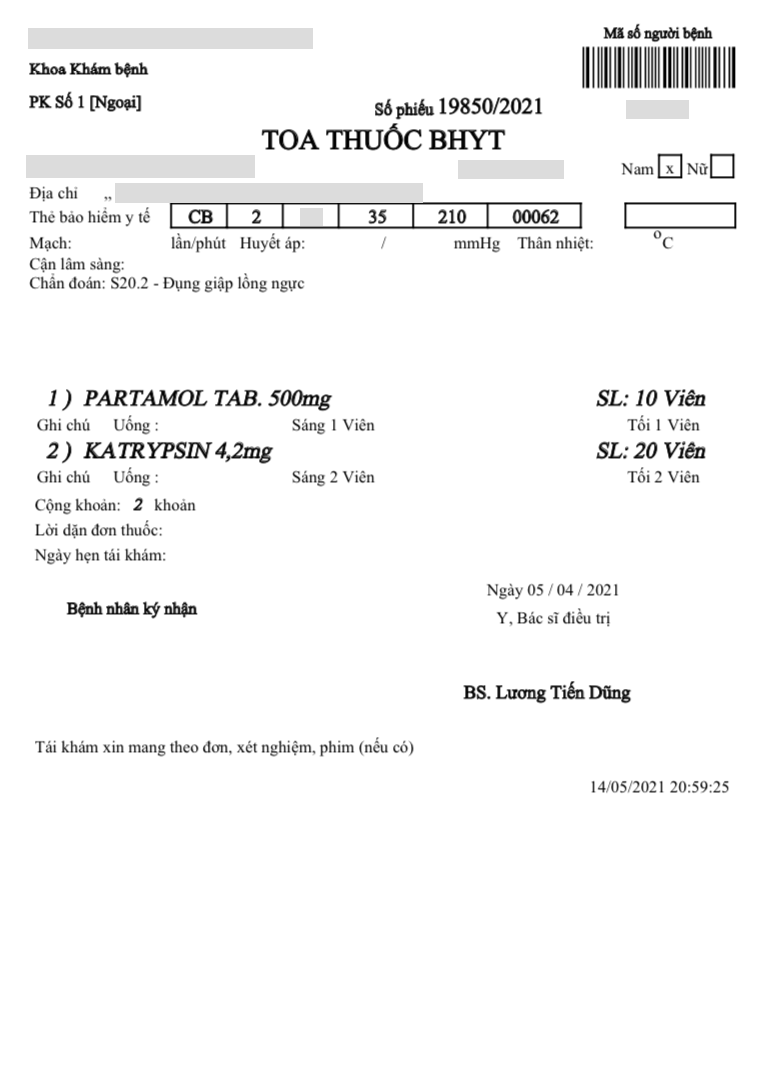 Mã số người bệnh
Khoa Khám bệnh
PK Số 1 [Ngoại]
Số phiếu 19850/2021
TOA THUỐC BHYT
Nam x Nữ
Địa chỉ ,,
Thẻ bảo hiểm y tế CB 2 35 210 00062
Mạch: lần/phút Huyết áp: / mmHg Thân nhiệt: °C
Cận lâm sàng:
Chẩn đoán: S20.2 - Đụng giập lồng ngực
1 ) PARTAMOL TAB. 500mg SL: 10 Viên
Ghi chú Uống : Sáng 1 Viên Tối 1 Viên
2 ) KATRYPSIN 4,2mg SL: 20 Viên
Ghi chú Uống : Sáng 2 Viên Tối 2 Viên
Cộng khoản: 2 khoản
Lời dặn đơn thuốc:
Ngày hẹn tái khám:
Ngày 05 / 04 / 2021
Bệnh nhân ký nhận
Y, Bác sĩ điều trị
BS. Lương Tiến Dũng
Tái khám xin mang theo đơn, xét nghiệm, phim (nếu có)
14/05/2021 20:59:25